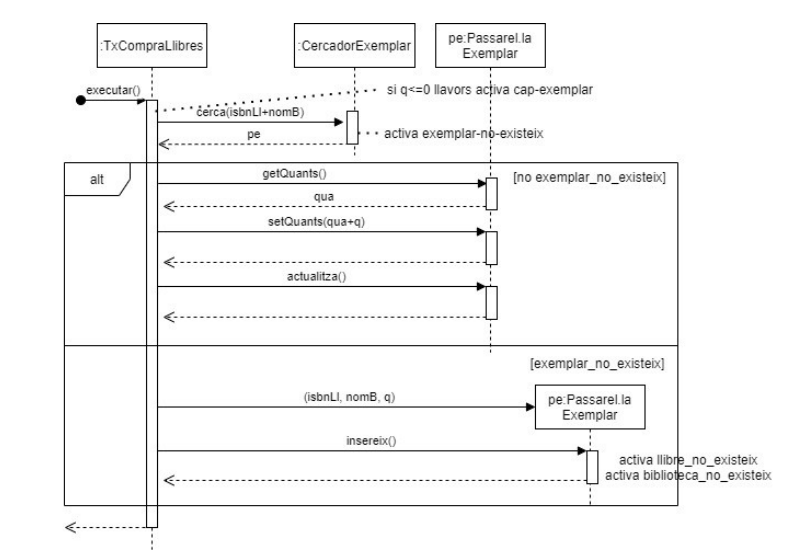 :TxCompraLlibres
:CercadorExemplar
pe:Passarel.la
Exemplar
executar()
si q<=0 llavors activa cap-exemplar
cerca(isbnLl+nomB)
pe
activa exemplar-no-existeix
alt
getQuants()
[no exemplar_no_existeix]
qua
setQuants(qua+q)
actualitza()
[exemplar_no_existeix]
(isbnLl, nomB, q)
pe:Passarel.la
Exemplar
insereix()
activa llibre_no_existeix
activa biblioteca_no_existeix